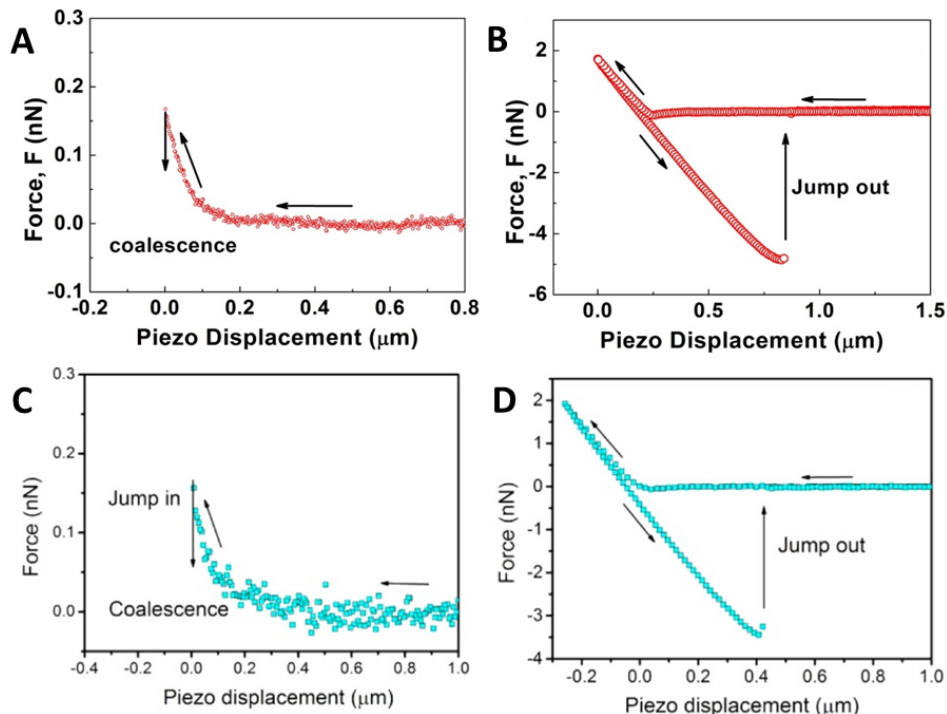 A
Force, F (nN)
0.3
0.2
0.1
0.0
-0.1
coalescence
-0.2 0.0 0.2 0.4 0.6 0.8
Piezo Displacement (μm)
B
Force, F (nN)
2
0
-2
-4
-6
Jump out
0.0 0.5 1.0 1.5
Piezo Displacement (μm)
C
Force (nN)
0.3
0.2
0.1
0.0
Jump in
Coalescence
-0.4 -0.2 0.0 0.2 0.4 0.6 0.8 1.0
Piezo displacement (μm)
D
Force (nN)
2
1
0
-1
-2
-3
-4
Jump out
-0.2 0.0 0.2 0.4 0.6 0.8 1.0
Piezo displacement (μm)